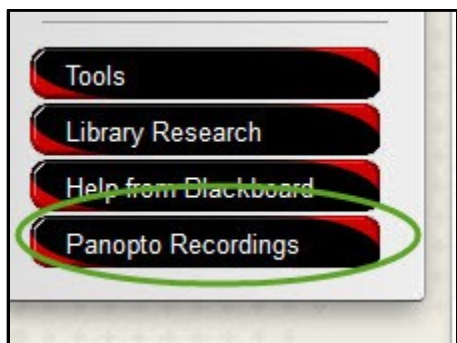 Tools
Library Research
Help from Blackboard
Panopto Recordings